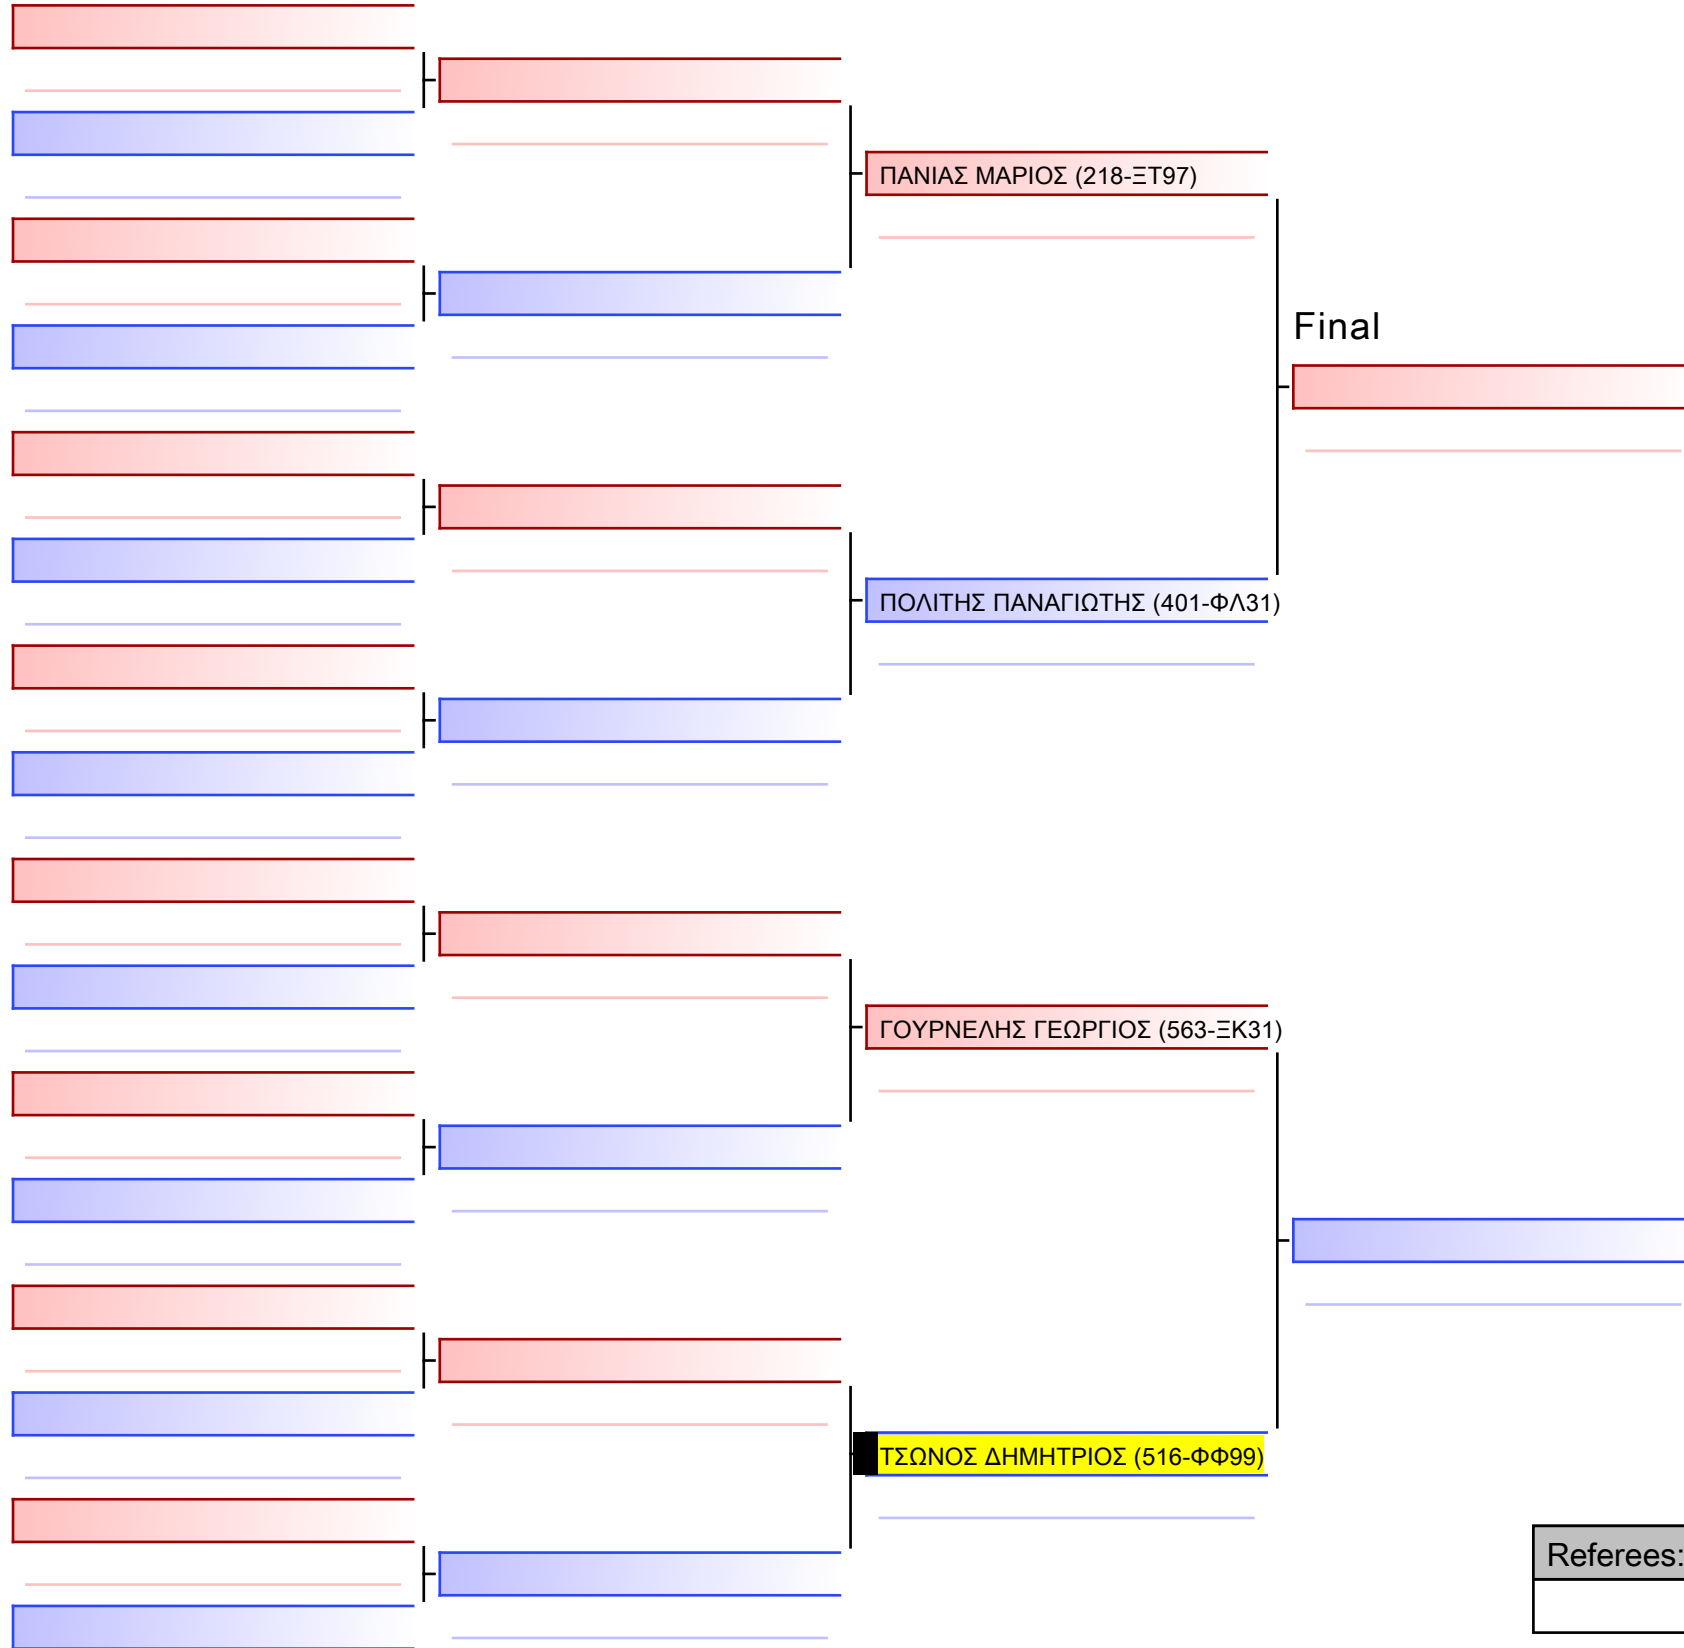 ΠΑΝΙΑΣ ΜΑΡΙΟΣ (218-ΞΤ97)
Final
ΠΟΛΙΤΗΣ ΠΑΝΑΓΙΩΤΗΣ (401-ΦΛ31)
ΓΟΥΡΝΕΛΗΣ ΓΕΩΡΓΙΟΣ (563-ΞΚ31)
ΤΣΩΝΟΣ ΔΗΜΗΤΡΙΟΣ (516-ΦΦ99)
Referees: